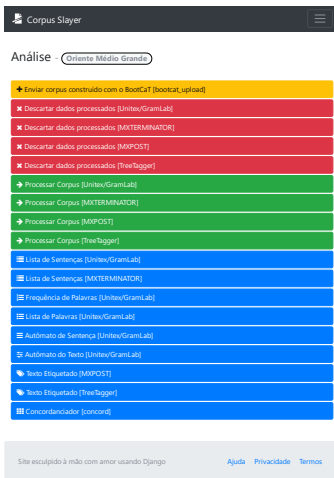 Corpus Slayer
Análise - Oriente Médio Grande
Enviar corpus construído com o BootCaT [bootcat_upload]
Descartar dados processados [Unitex/GramLab]
Descartar dados processados [MXTERMINATOR]
Descartar dados processados [MXPOST]
Descartar dados processados [TreeTagger]
Processar Corpus [Unitex/GramLab]
Processar Corpus [MXTERMINATOR]
Processar Corpus [MXPOST]
Processar Corpus [TreeTagger]
Lista de Sentenças [Unitex/GramLab]
Lista de Sentenças [MXTERMINATOR]
Frequência de Palavras [Unitex/GramLab]
Lista de Palavras [Unitex/GramLab]
Autômato de Sentença [Unitex/GramLab]
Autômato do Texto [Unitex/GramLab]
Texto Etiquetado [MXPOST]
Texto Etiquetado [TreeTagger]
Concordanciador [concord]
Site esculpido à mão com amor usando Django Ajuda Privacidade Termos